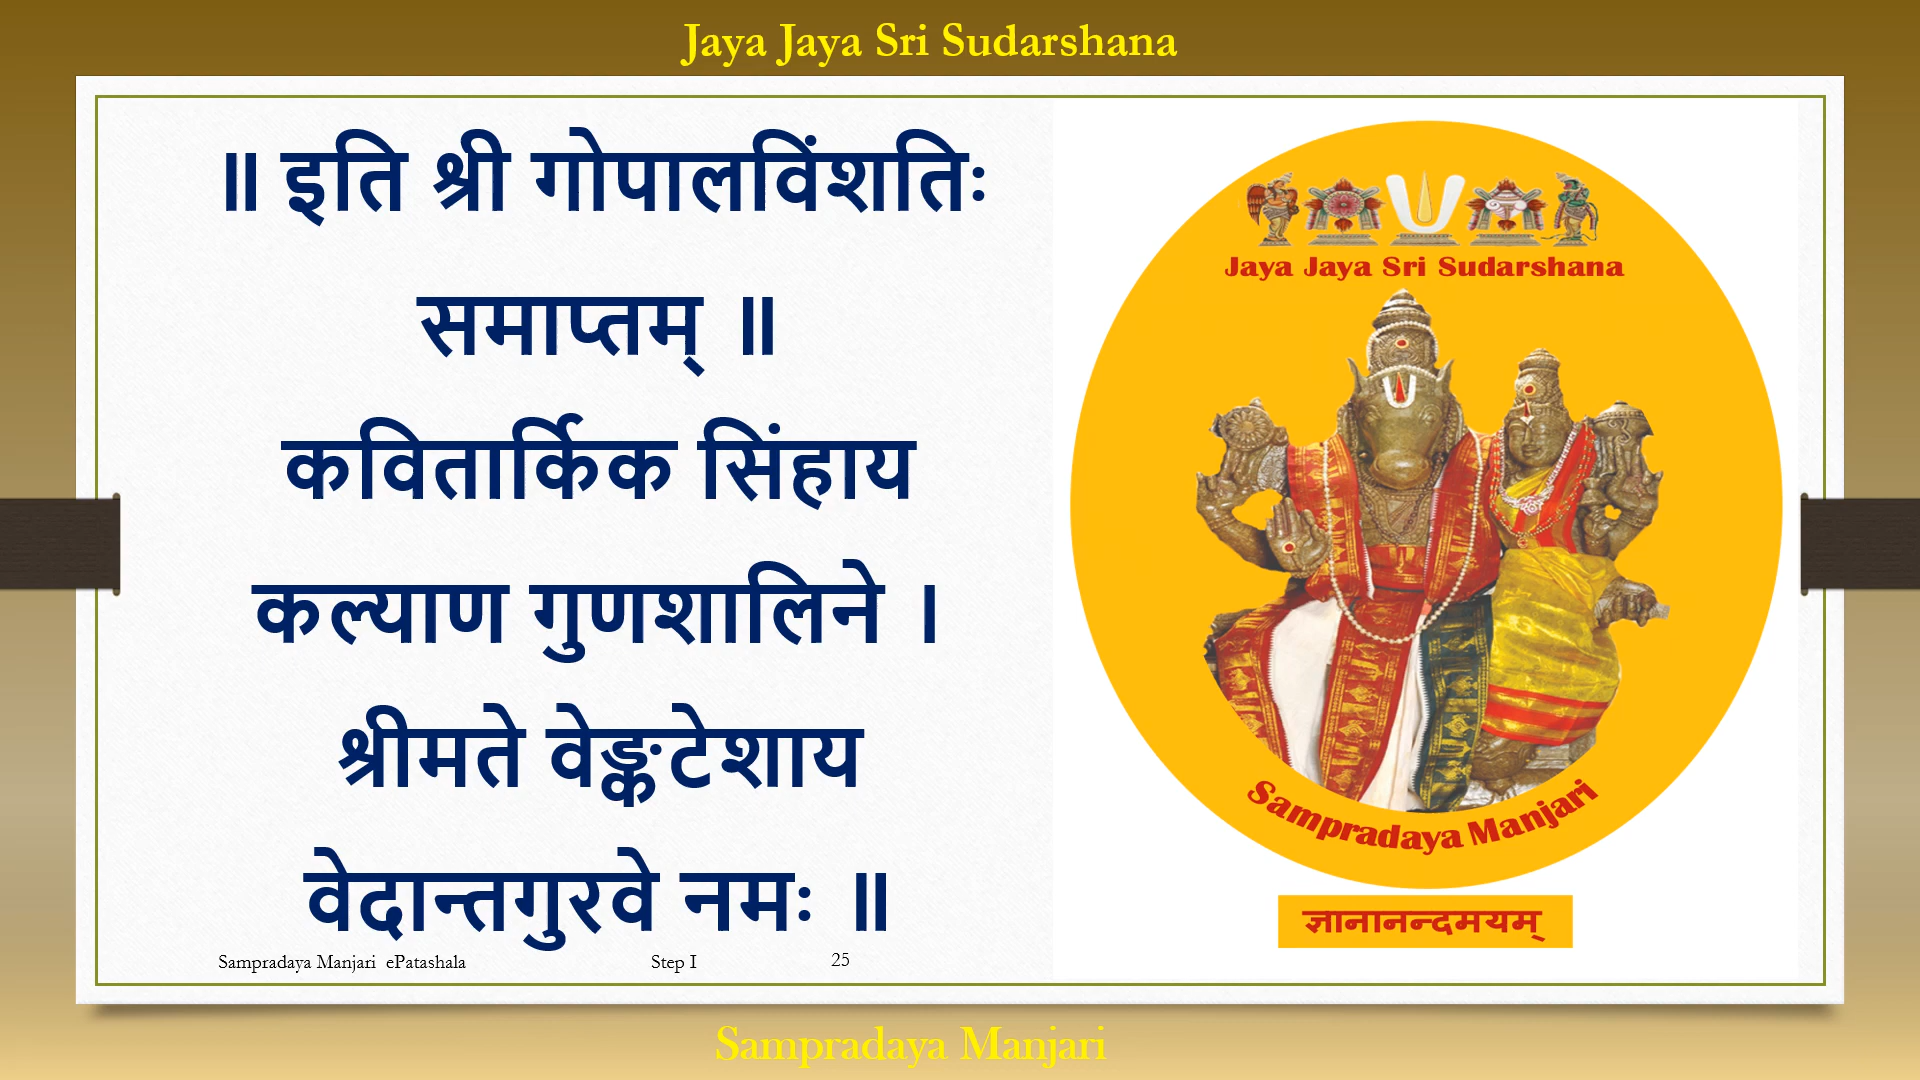 Jaya Jaya Sri Sudarshana
॥ इति श्री गोपालविंशतिः
समाप्तम् ॥
कवितार्किक सिंहाय
कल्याण गुणशालिने ।
श्रीमते वेङ्कटेशाय
वेदान्तगुरवे नमः ॥
Jaya Jaya Sri Sudarshana
Sampradaya Manjari
ज्ञानानन्दमयम्
Sampradaya Manjari ePatashala Step I 25
Sampradaya Manjari